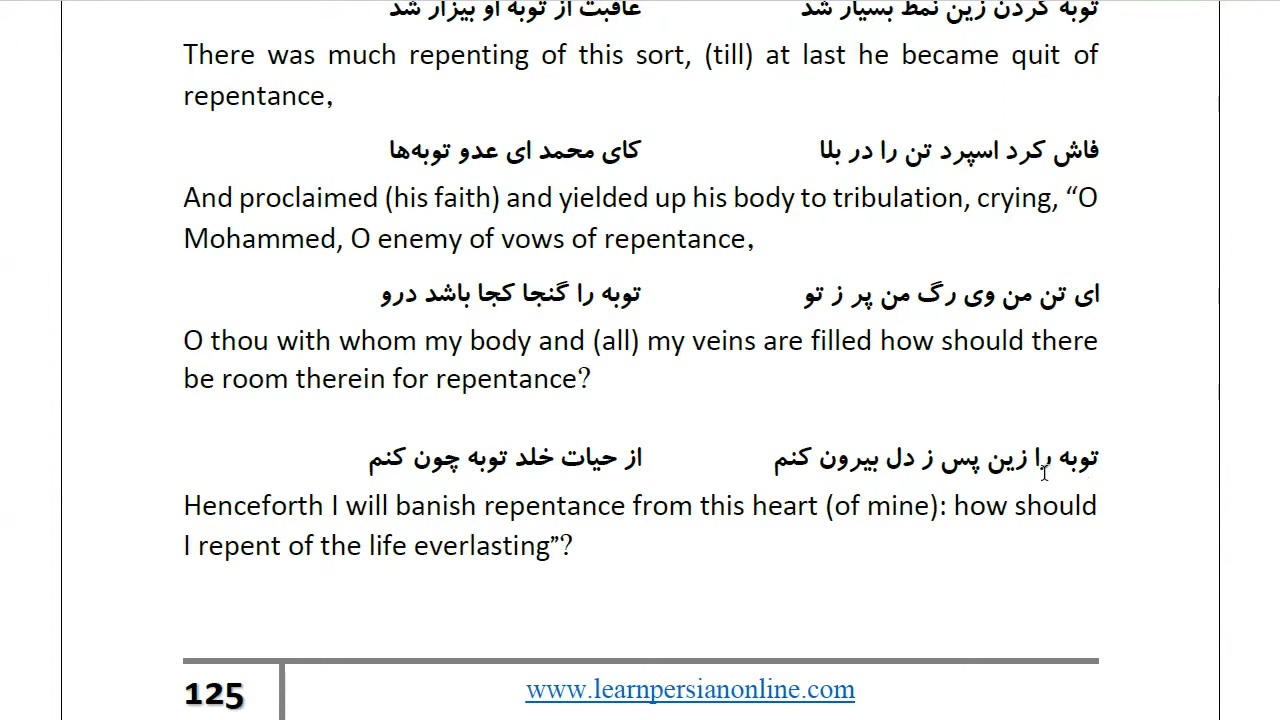 توبه کردن زین نمط بسیار شد عاقبت از توبه او بیزار شد
There was much repenting of this sort, (till) at last he became quit of
repentance,
فاش کرد اسپرد تن را در بلا کای محمد ای عدو توبه‌ها
And proclaimed (his faith) and yielded up his body to tribulation, crying, “O
Mohammed, O enemy of vows of repentance,
ای تن من وی رگ من پر ز تو توبه را گنجا کجا باشد درو
O thou with whom my body and (all) my veins are filled how should there
be room therein for repentance?
توبه را زین پس ز دل بیرون کنم از حیات خلد توبه چون کنم
Henceforth I will banish repentance from this heart (of mine): how should
I repent of the life everlasting”?
125 www.learnpersianonline.com